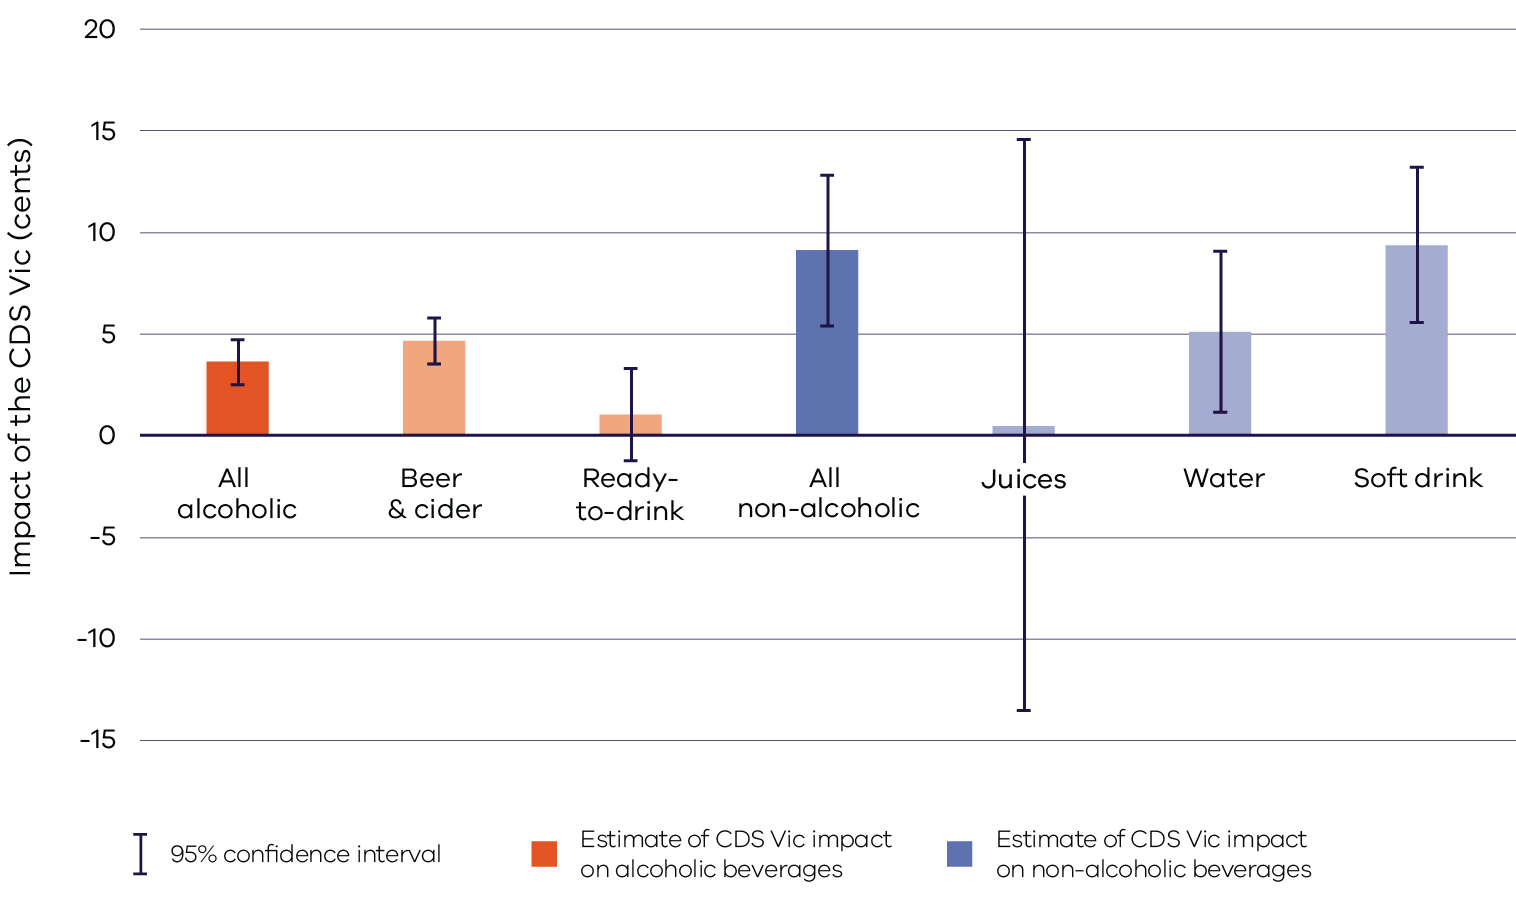 Impact of the CDS Vic (cents)
20
15
10
5
0
-5
-10
-15
All
alcoholic
Beer
& cider
Ready-
to-drink
All
non-alcoholic
Juices
Water
Soft drink
95% confidence interval
Estimate of CDS Vic impact
on alcoholic beverages
Estimate of CDS Vic impact
on non-alcoholic beverages